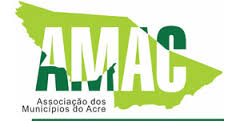 AMAC
Associação dos
Municípios do Acre